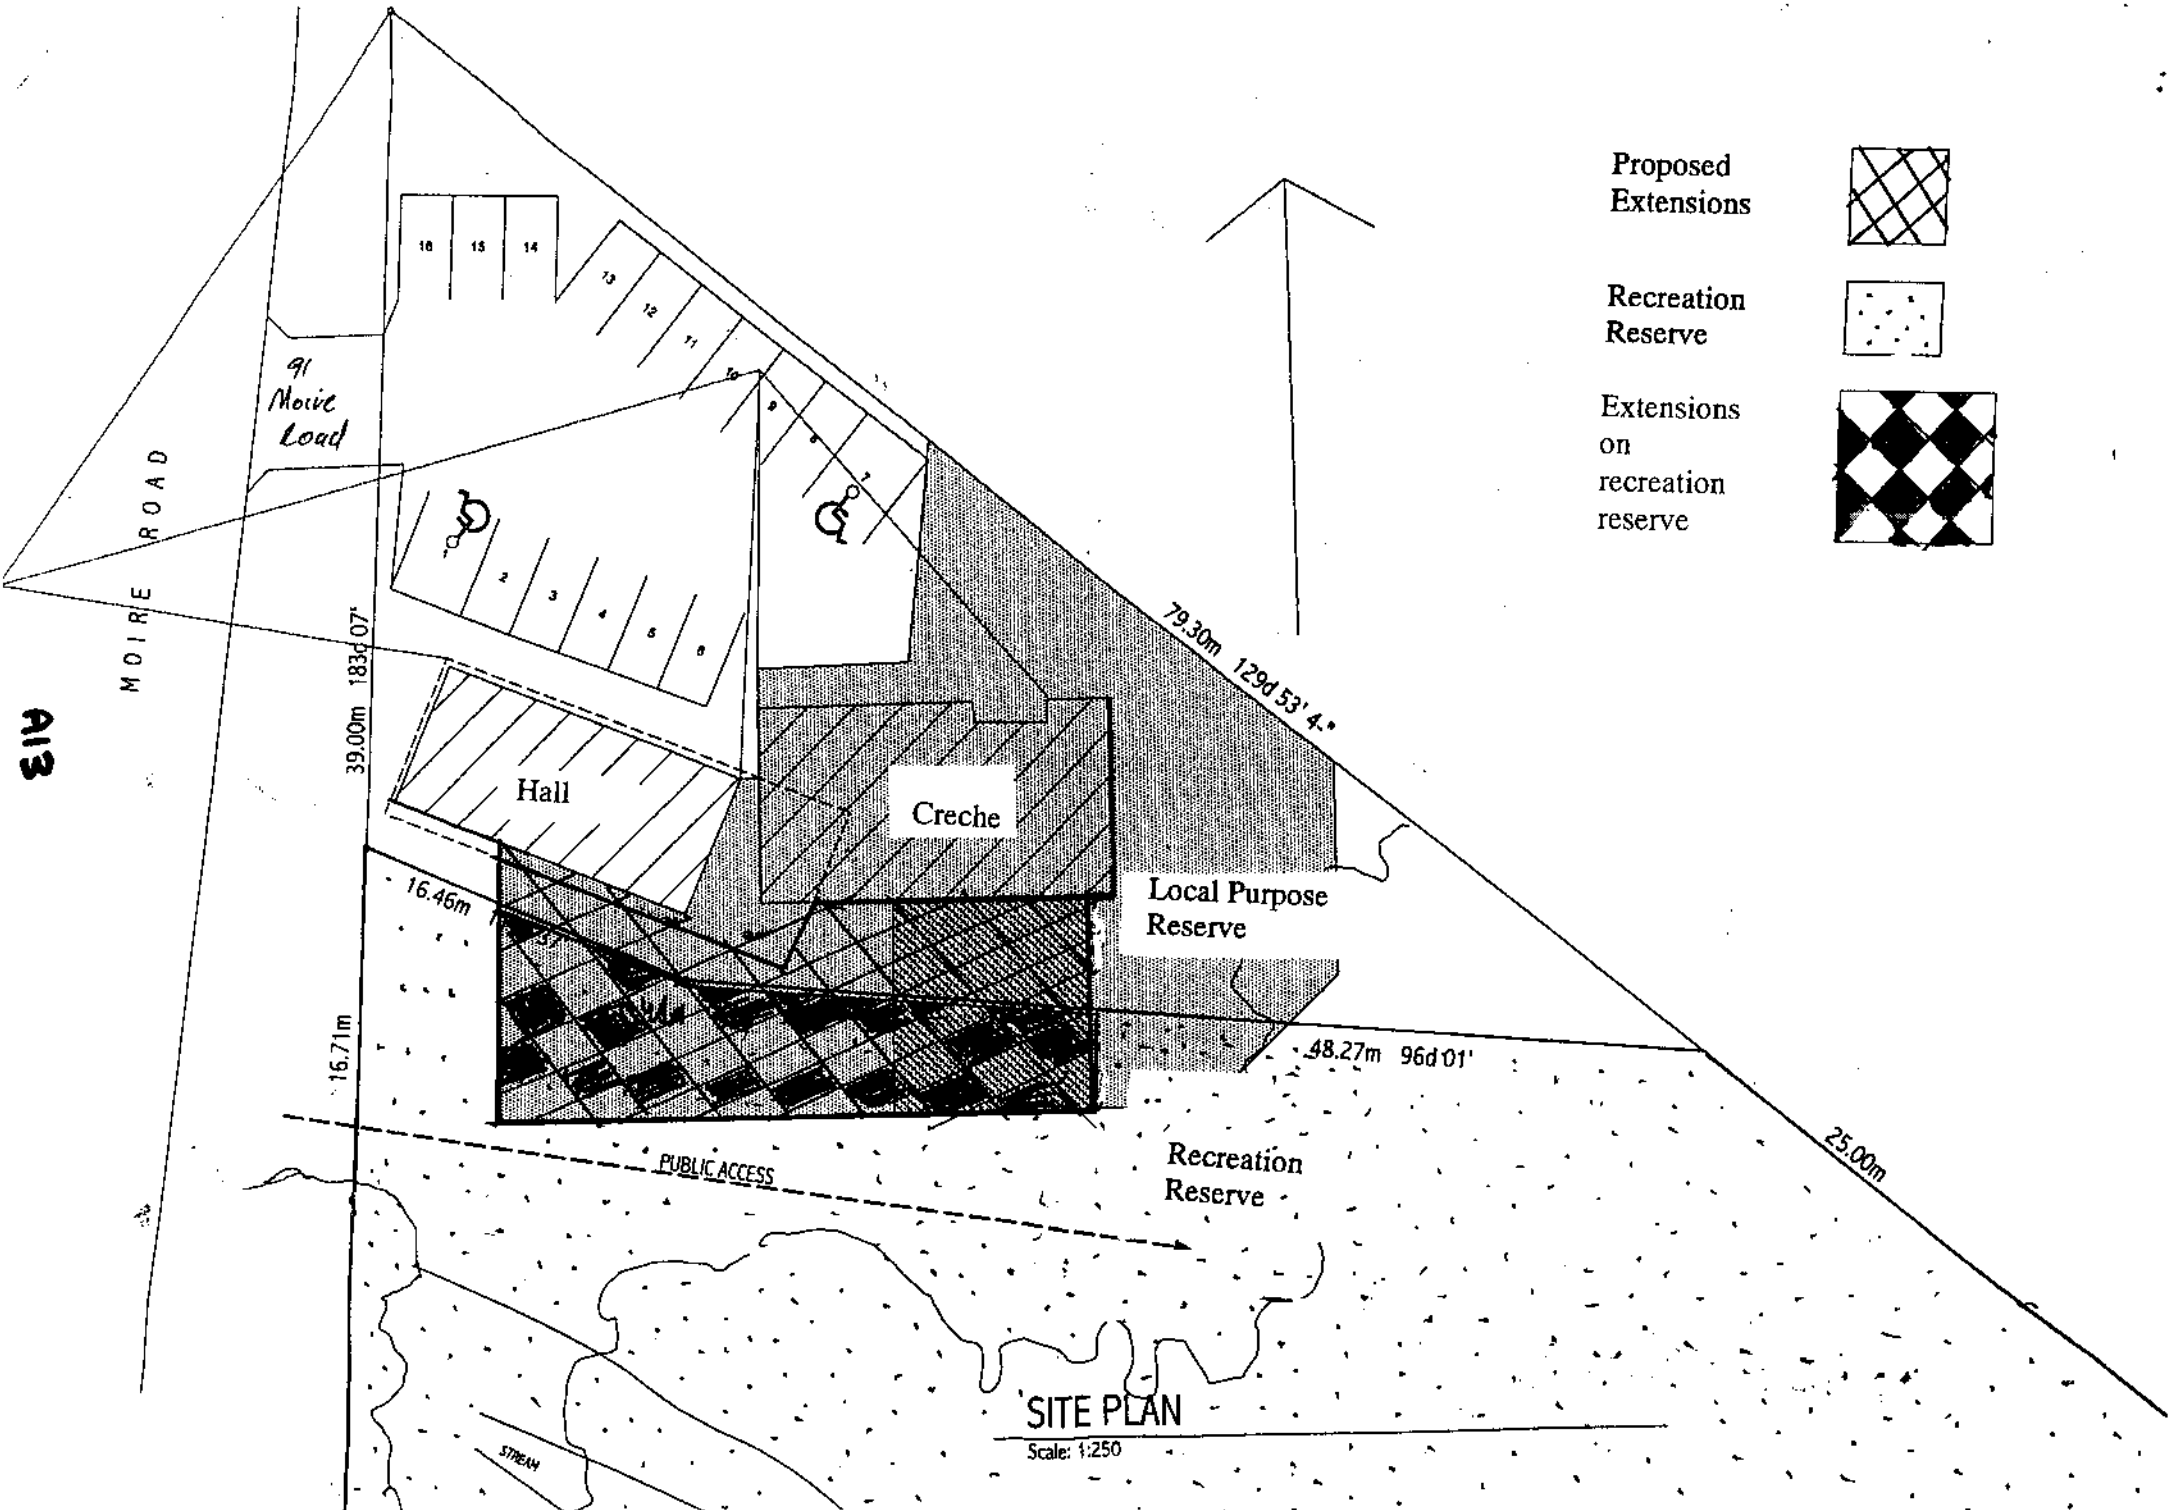 Proposed
Extensions
Recreation
Reserve
Extensions
on
recreation
reserve
16
15
14
13
12
11
10
9
8
7
91
Moire
Road
MOIRE ROAD
1
2
3
4
5
6
39.00m 183d 07'
79.30m 129d 53' 4-"
A13
Hall
Creche
Local Purpose
Reserve
16.46m
16.71m
48.27m 96d 01'
25.00m
PUBLIC ACCESS
Recreation
Reserve
SITE PLAN
Scale: 1:250
STREAM